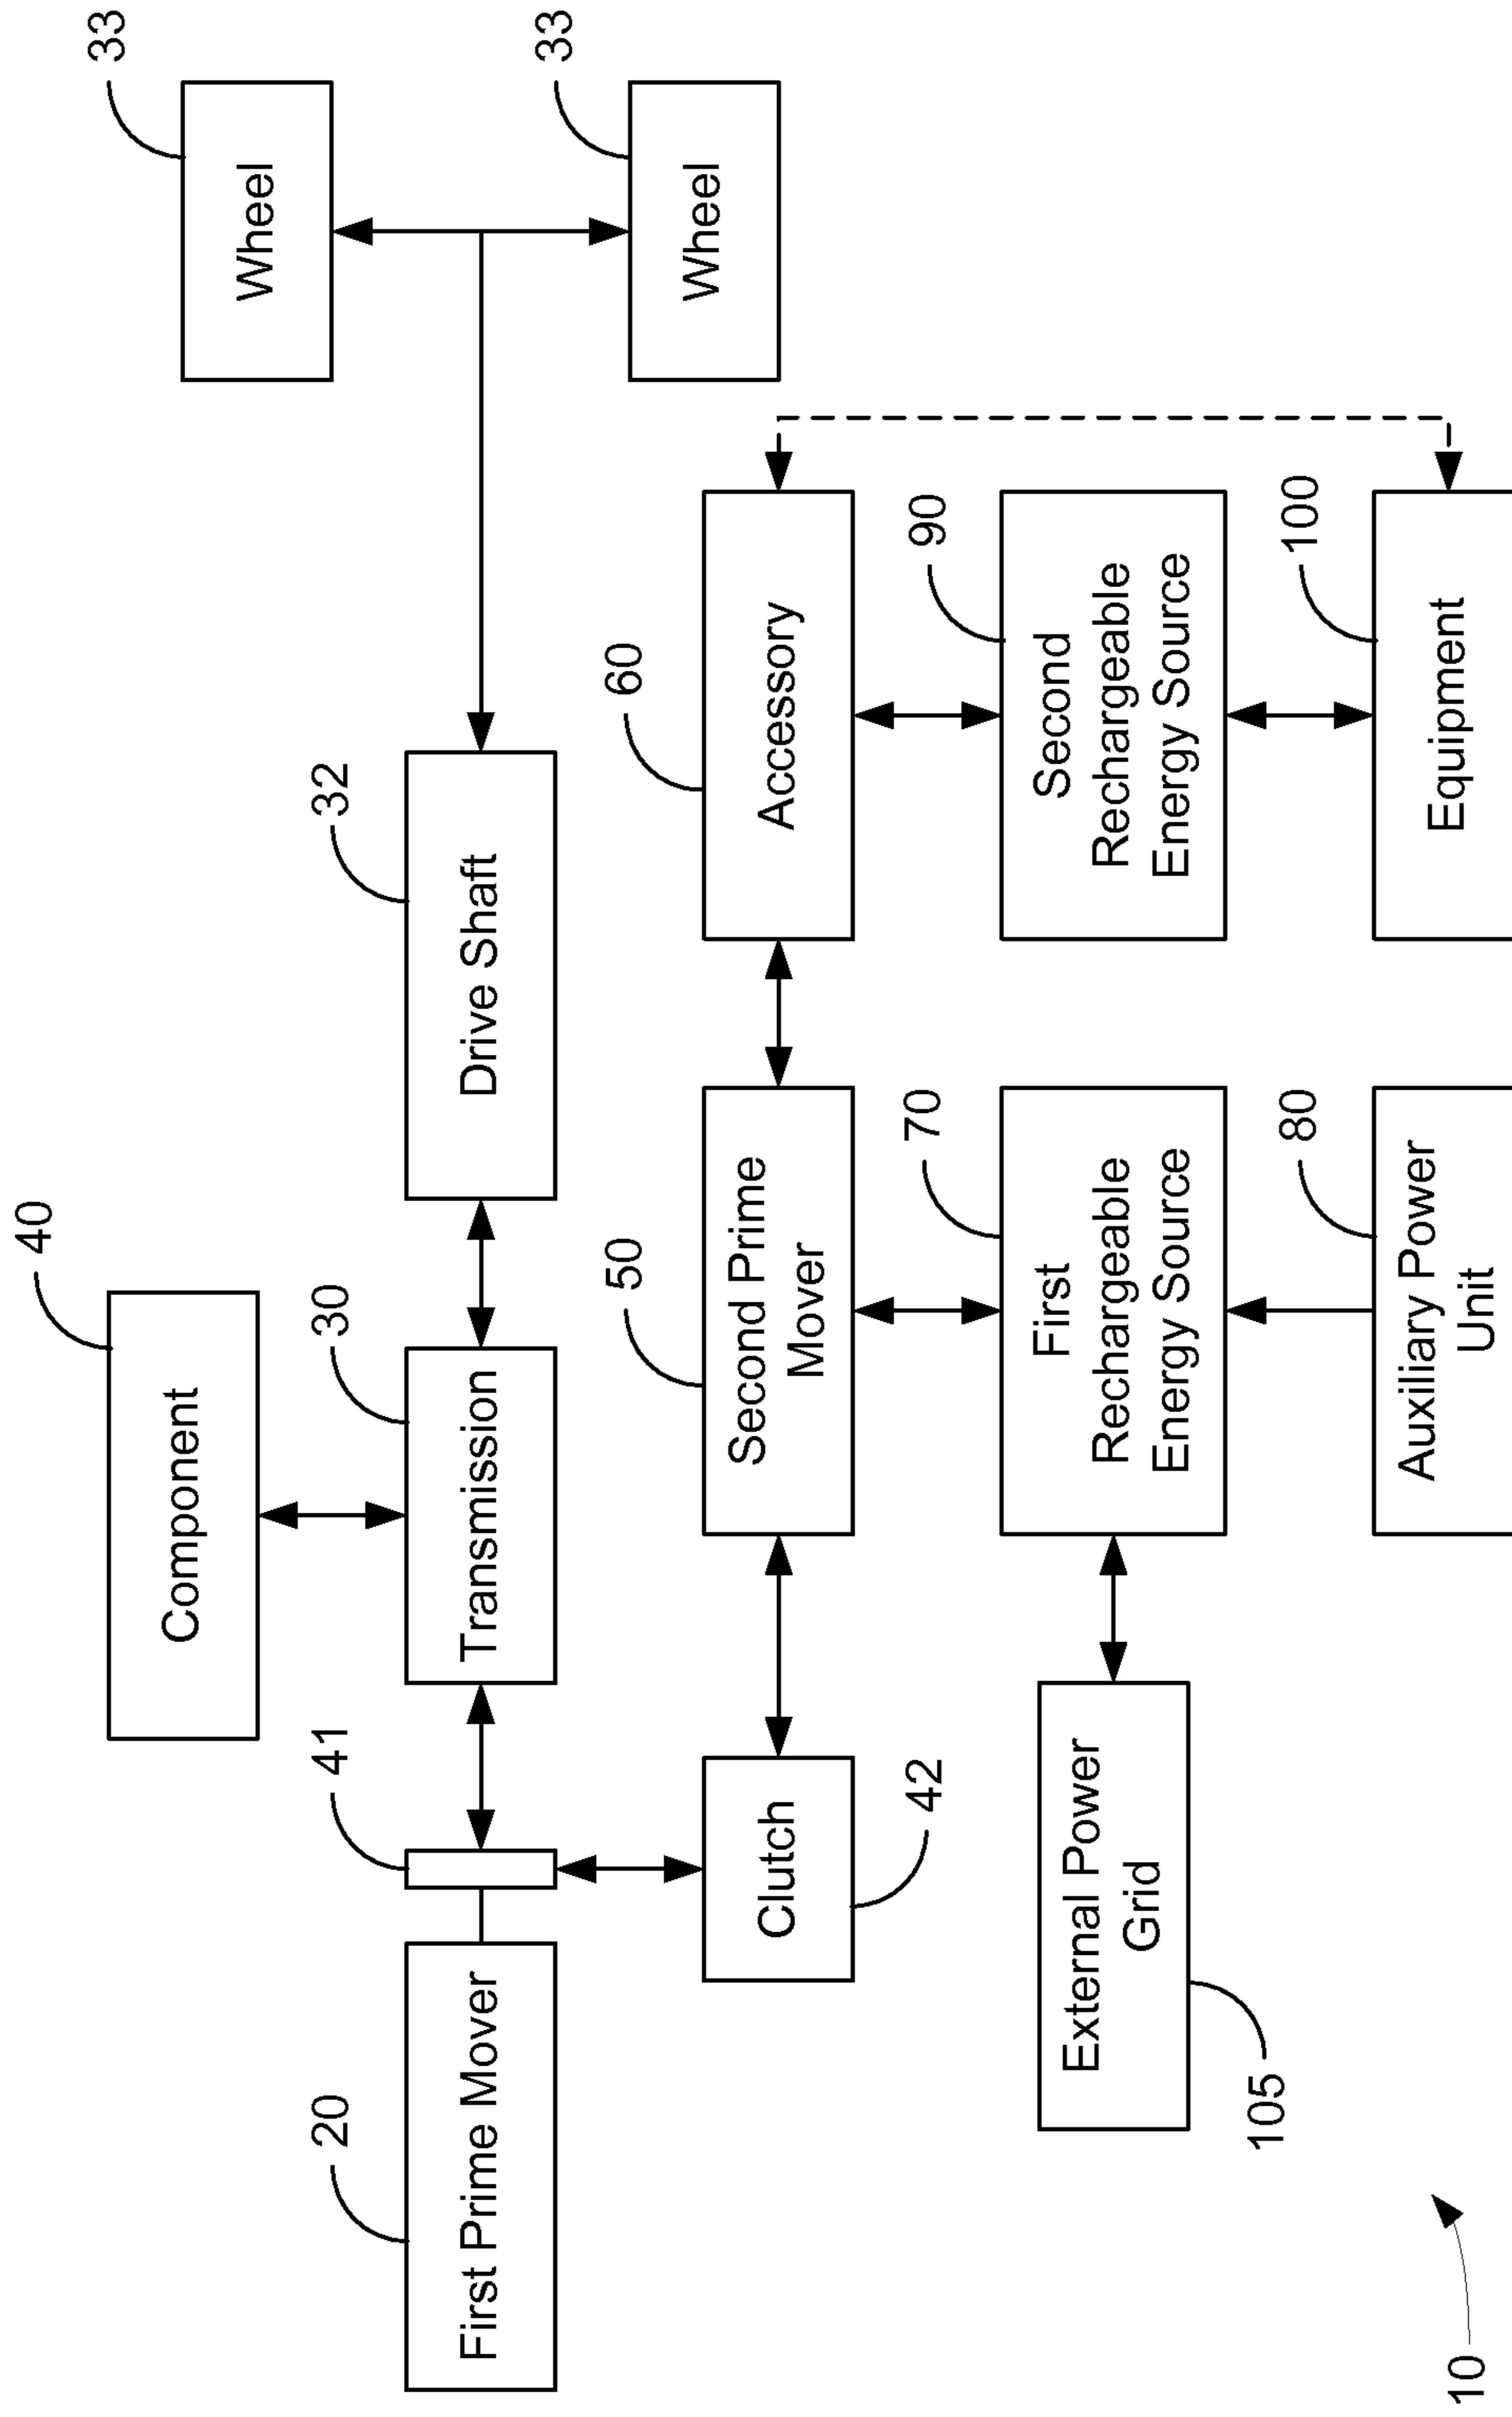 40
Component
33
Wheel
20
First Prime Mover
41
30
Transmission
32
Drive Shaft
33
Wheel
Clutch
42
50
Second Prime
Mover
60
Accessory
External Power
Grid
105
70
First
Rechargeable
Energy Source
90
Second
Rechargeable
Energy Source
10
80
Auxiliary Power
Unit
100
Equipment